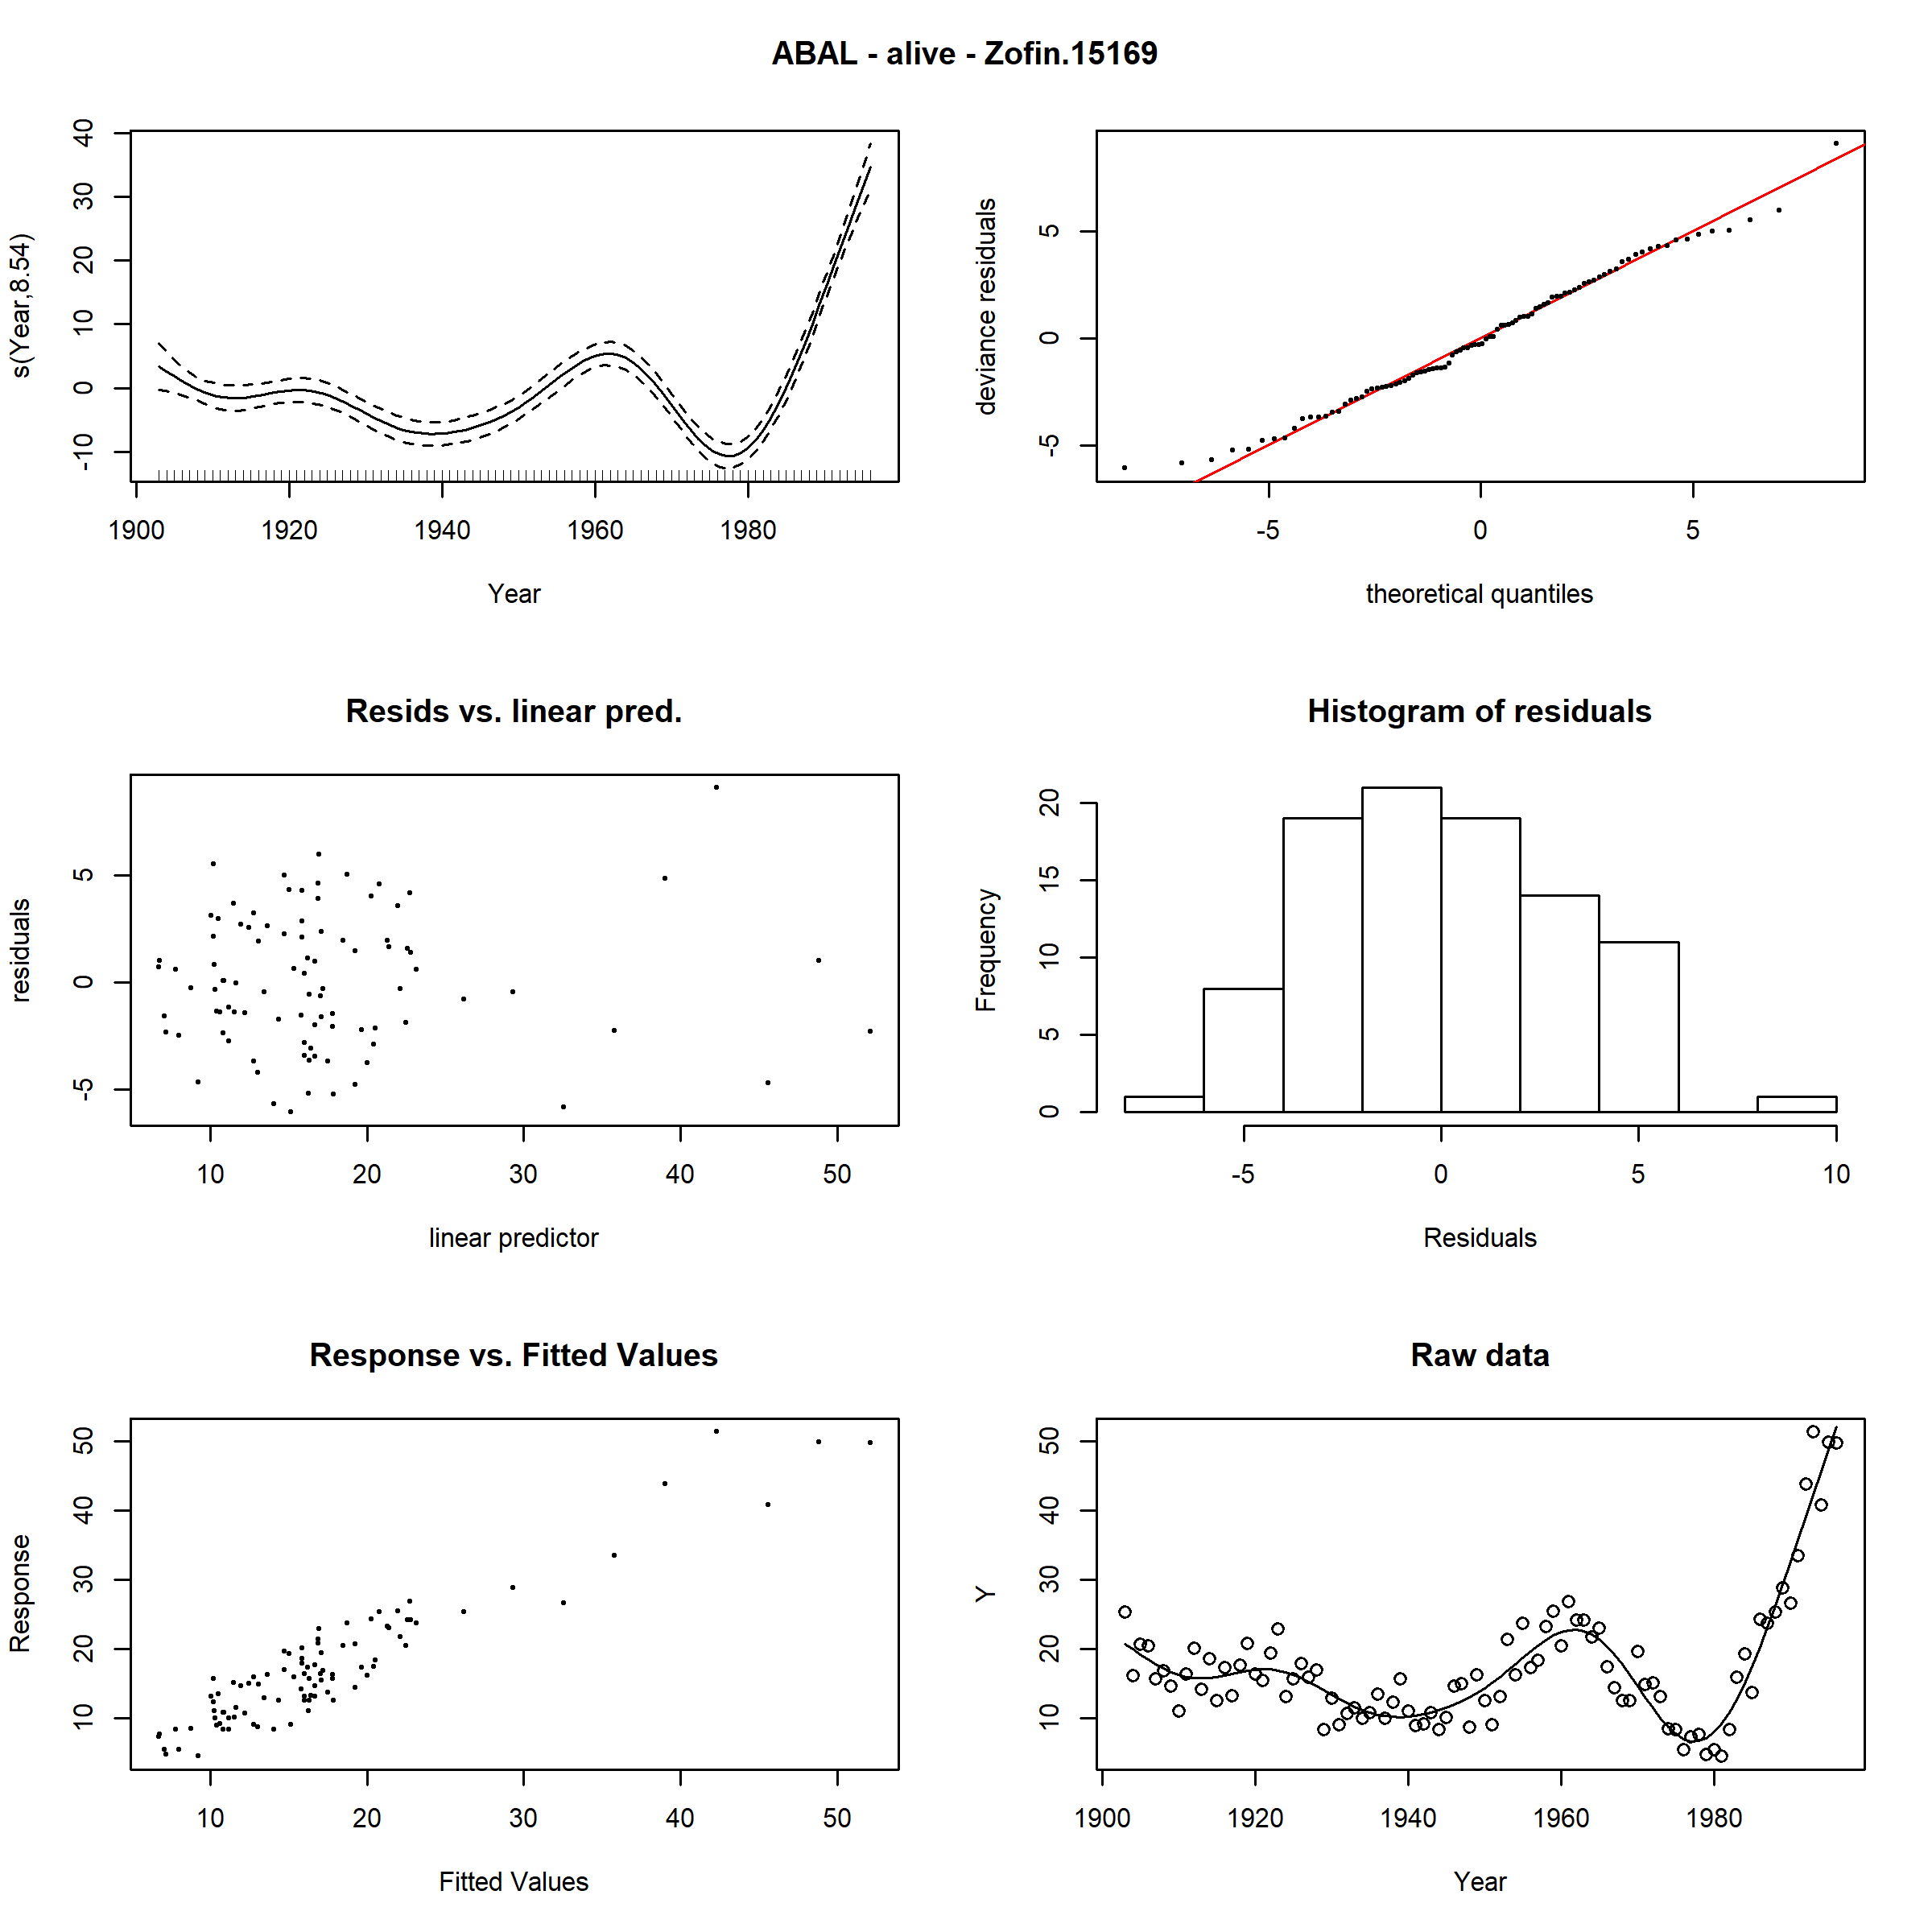 ABAL - alive - Zofin.15169
s(Year,8.54)
40
30
20
10
0
-10
1900 1920 1940 1960 1980
Year
deviance residuals
5
0
-5
-5 0 5
theoretical quantiles
Resids vs. linear pred.
residuals
5
0
-5
10 20 30 40 50
linear predictor
Histogram of residuals
Frequency
20
15
10
5
0
-5 0 5 10
Residuals
Response vs. Fitted Values
Response
50
40
30
20
10
10 20 30 40 50
Fitted Values
Raw data
Y
50
40
30
20
10
1900 1920 1940 1960 1980
Year